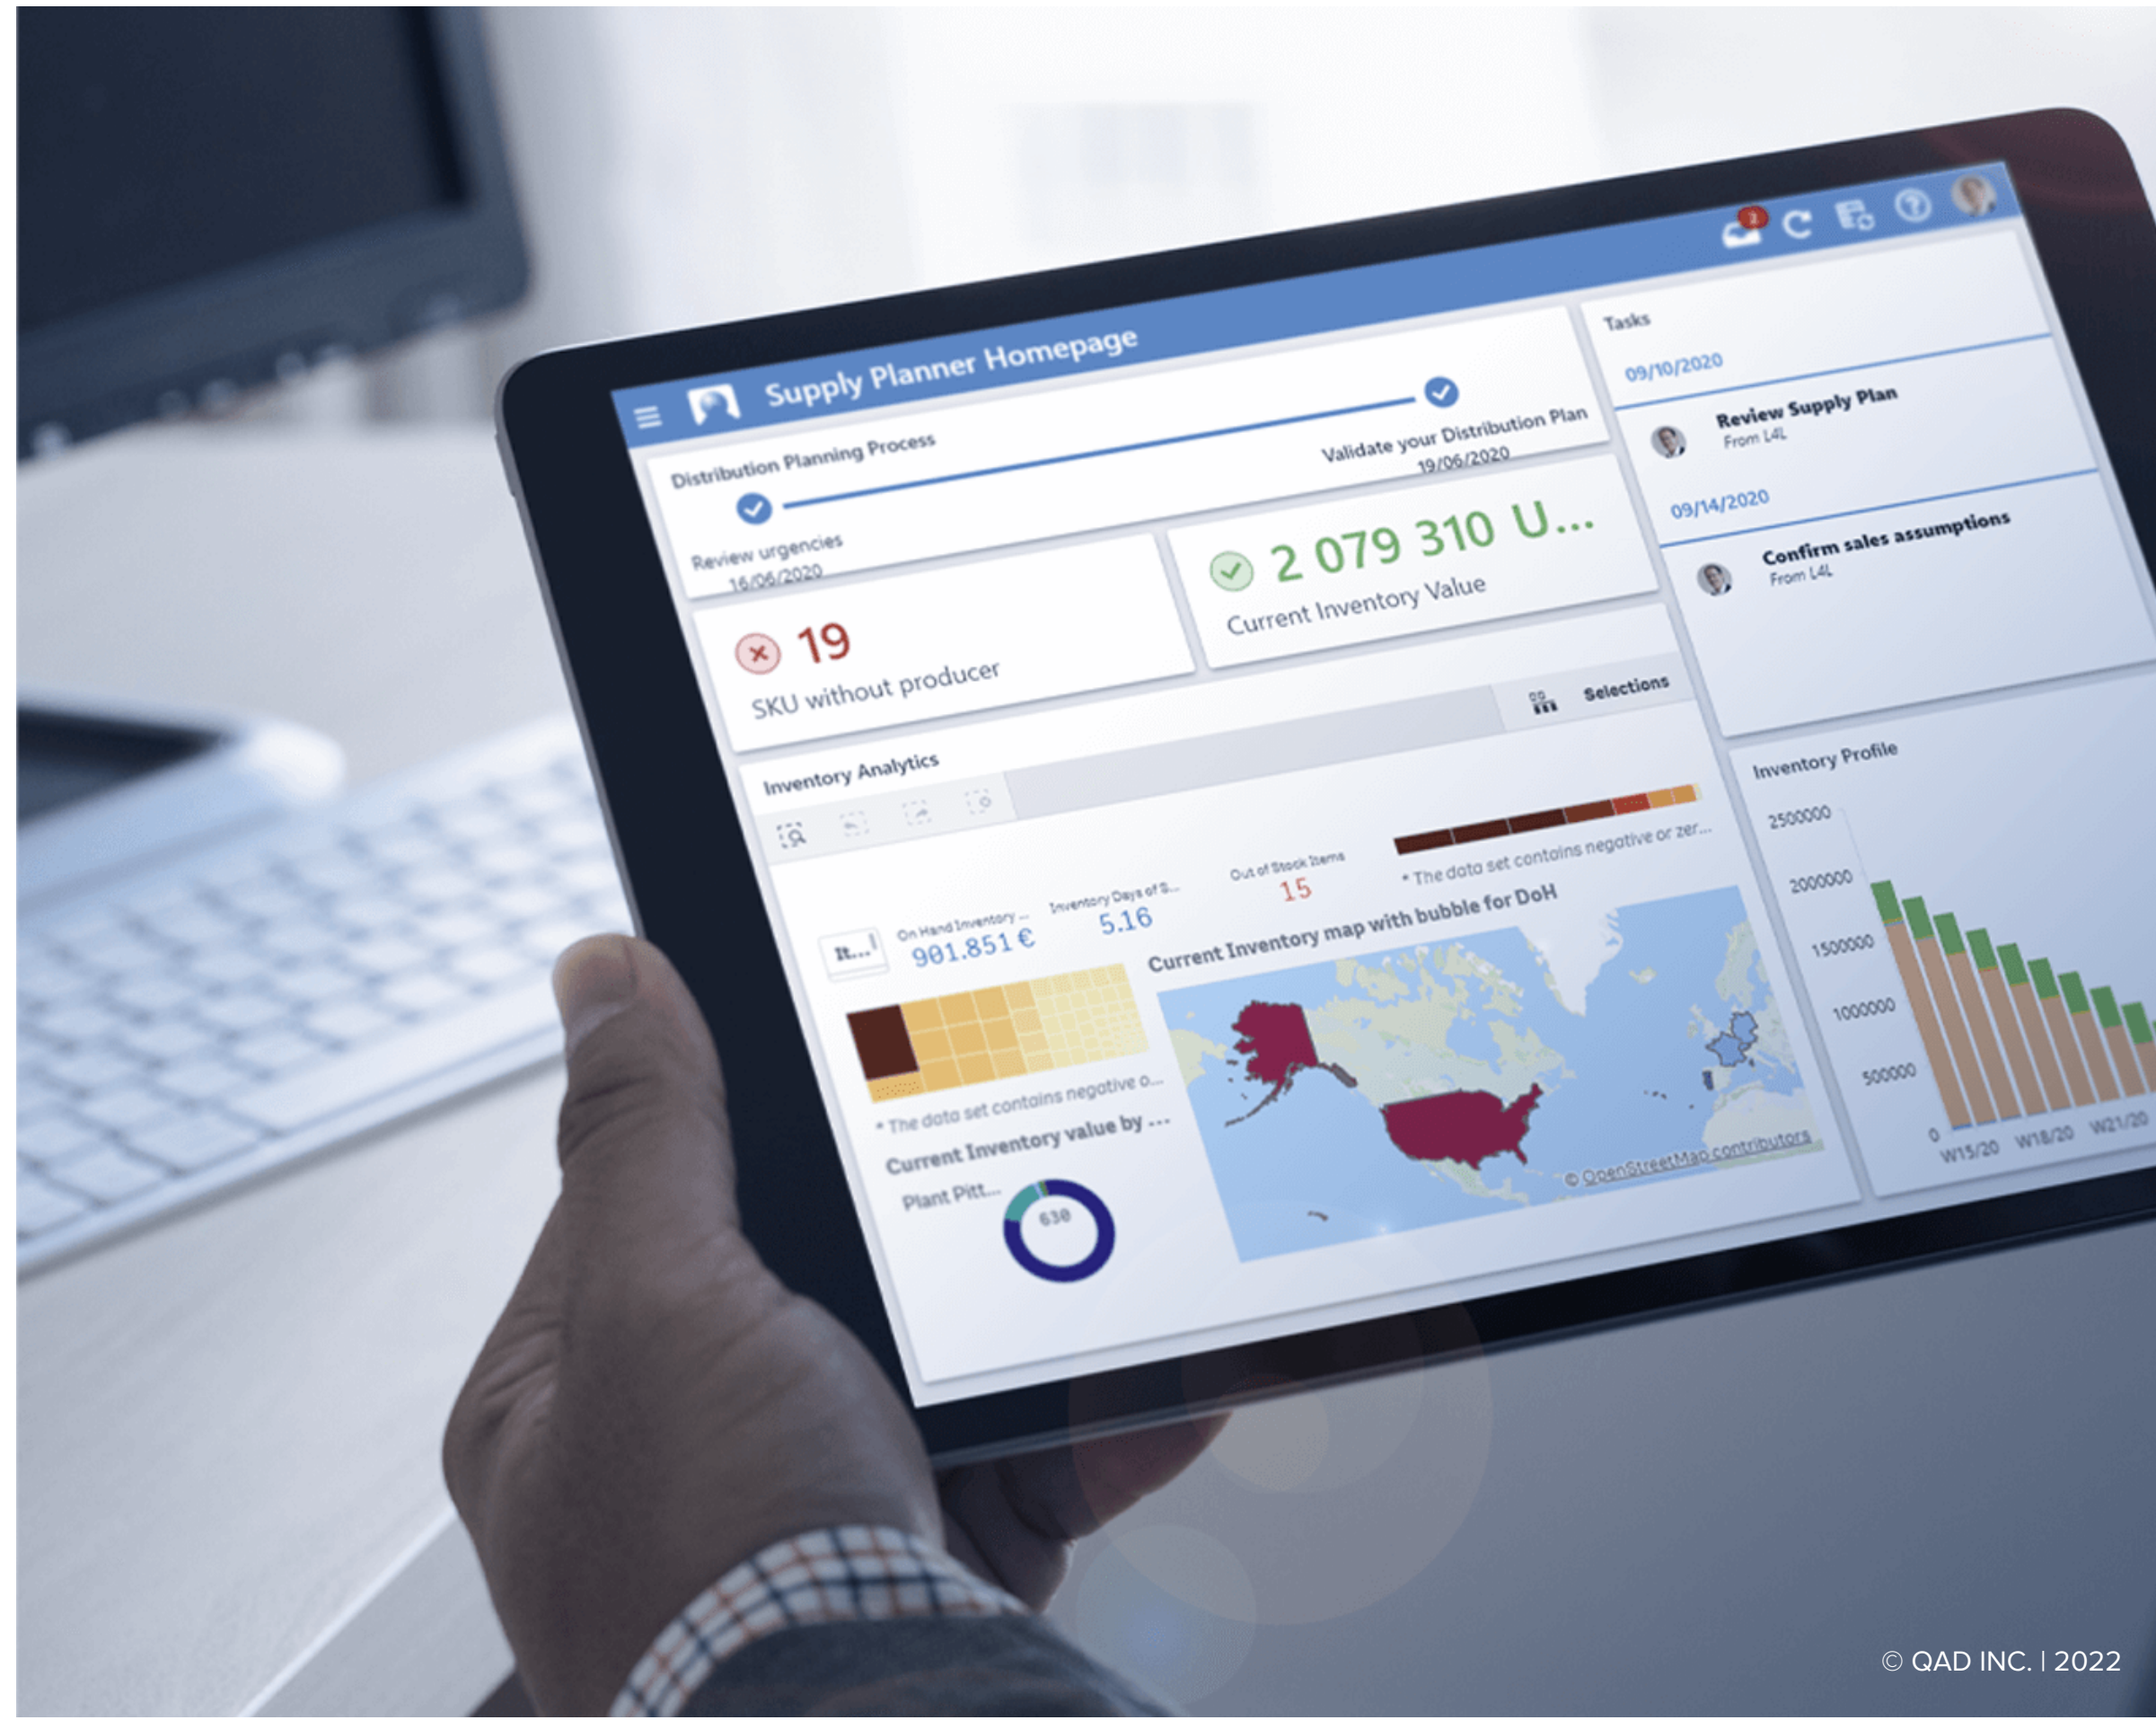 2
Supply Planner Homepage
Distribution Planning Process
Review urgencies
16/06/2020
Validate your Distribution Plan
19/06/2020
19
SKU without producer
2 079 310 U...
Current Inventory Value
Inventory Analytics
Selections
It...
On Hand Inventory ...
901.851 €
Inventory Days of S...
5.16
Out of Stock Items
15
* The data set contains negative or zer...
* The data set contains negative o...
Current Inventory value by ...
Plant Pitt...
630
Current Inventory map with bubble for DoH
© OpenStreetMap contributors
Tasks
09/10/2020
Review Supply Plan
From L4L
09/14/2020
Confirm sales assumptions
From L4L
Inventory Profile
2500000
2000000
1500000
1000000
500000
0
W15/20 W18/20 W21/20
© QAD INC. | 2022